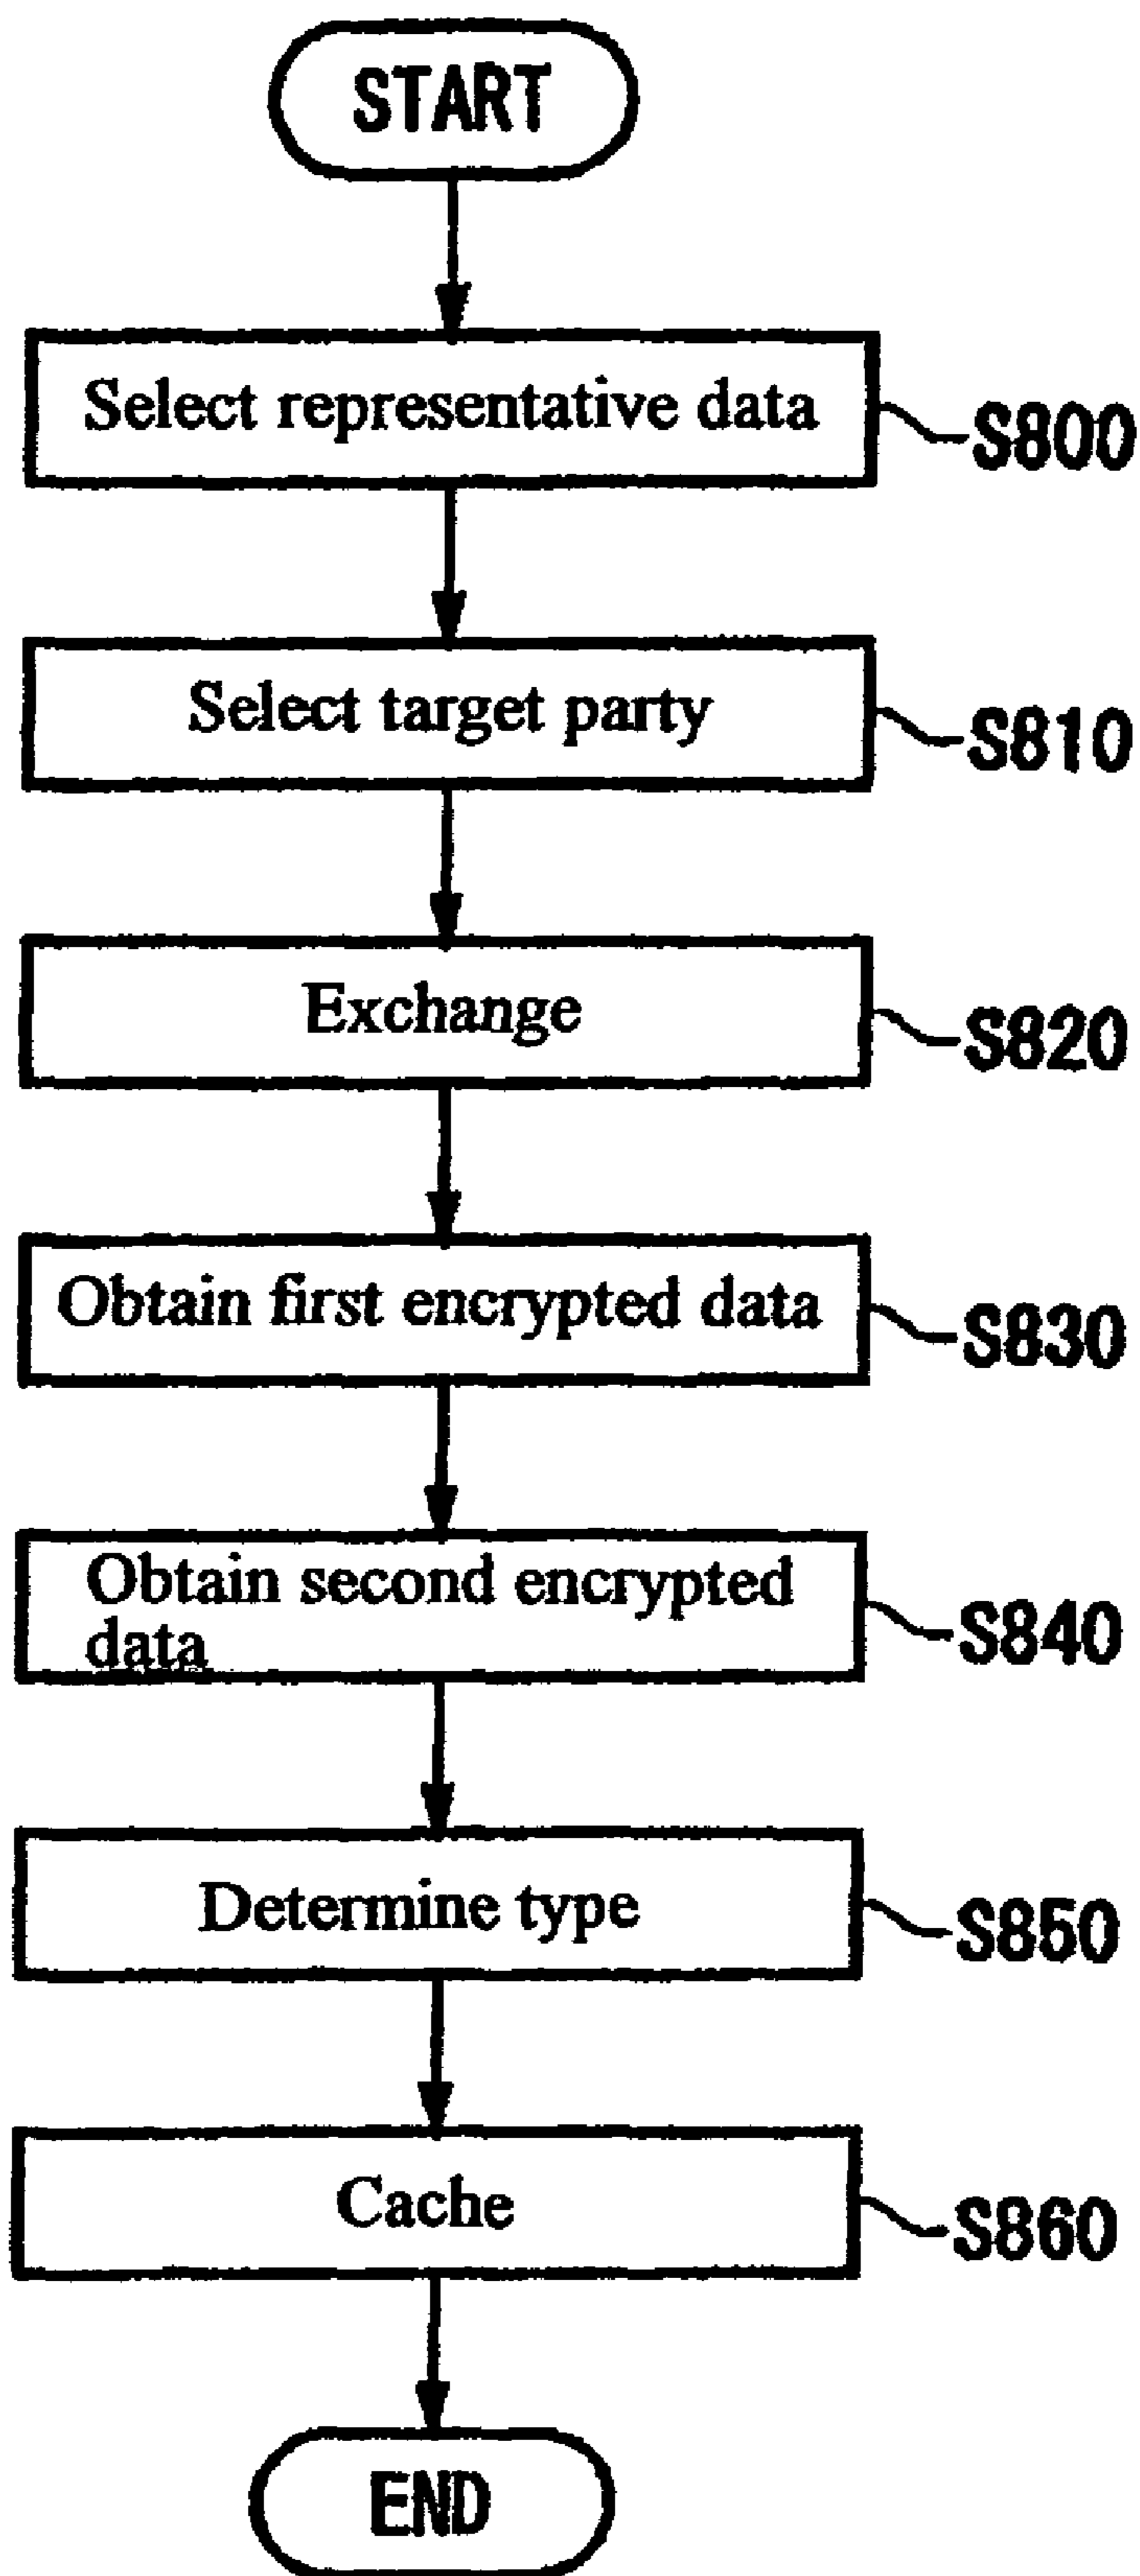 START
Select representative data
S800
Select target party
S810
Exchange
S820
Obtain first encrypted data
S830
Obtain second encrypted
data
S840
Determine type
S850
Cache
S860
END